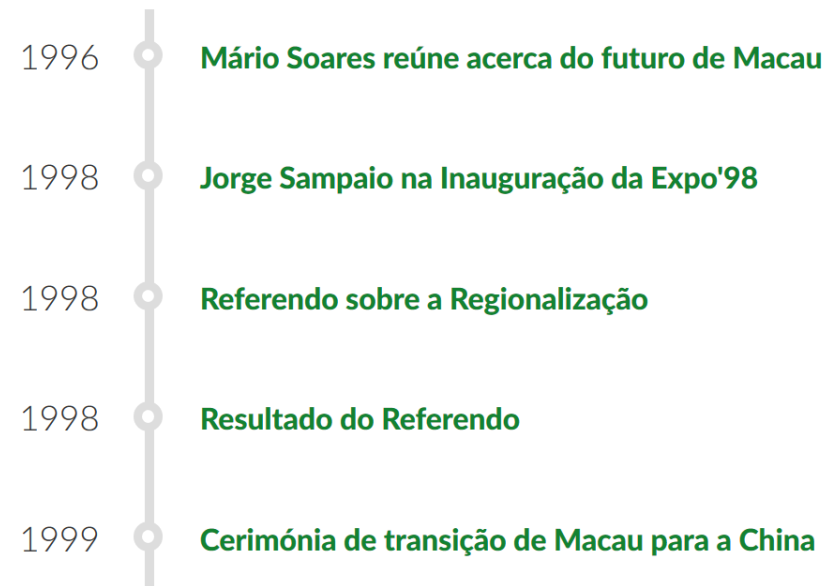 1996 Mário Soares reúne acerca do futuro de Macau
1998 Jorge Sampaio na Inauguração da Expo'98
1998 Referendo sobre a Regionalização
1998 Resultado do Referendo
1999 Cerimónia de transição de Macau para a China